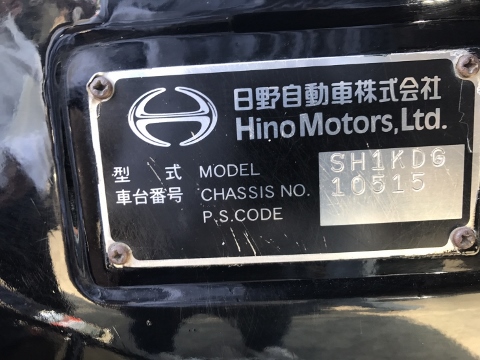 日野自動車株式会社
Hino Motors, Ltd.
型式 MODEL SH1KDG
車台番号 CHASSIS NO. 10515
P.S.CODE